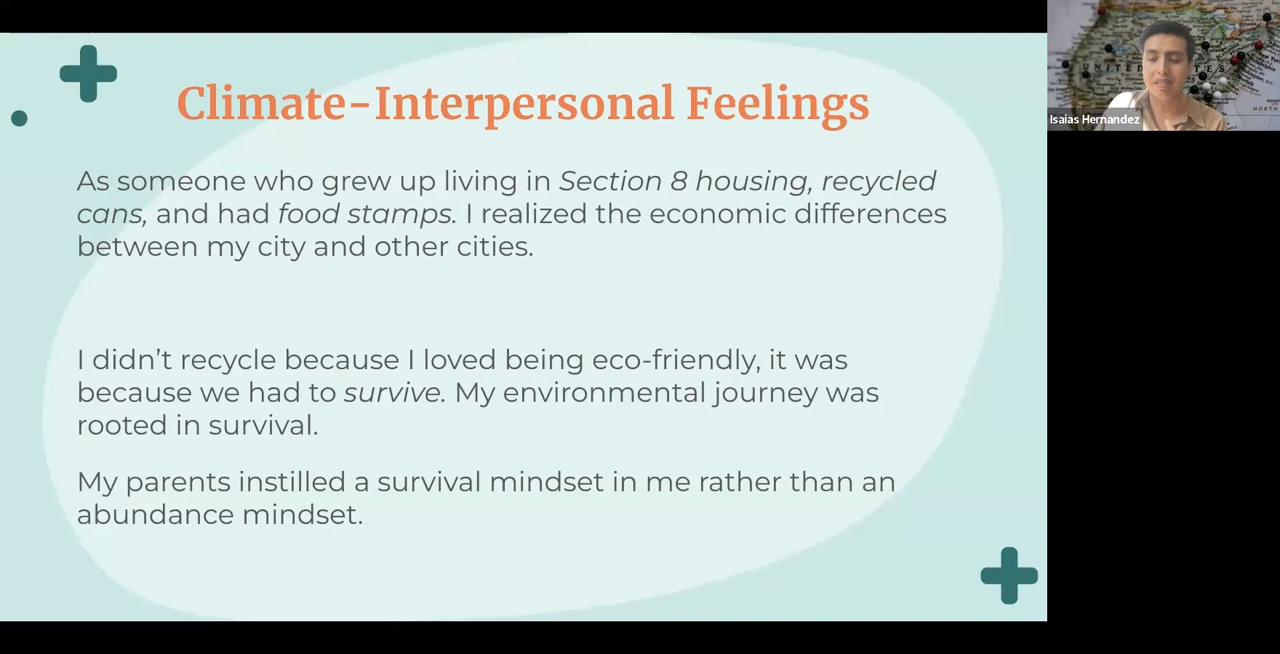 Climate-Interpersonal Feelings
As someone who grew up living in Section 8 housing, recycled
cans, and had food stamps. I realized the economic differences
between my city and other cities.
I didn’t recycle because I loved being eco-friendly, it was
because we had to survive. My environmental journey was
rooted in survival.
My parents instilled a survival mindset in me rather than an
abundance mindset.
UNITED STATES
Isaias Hernandez